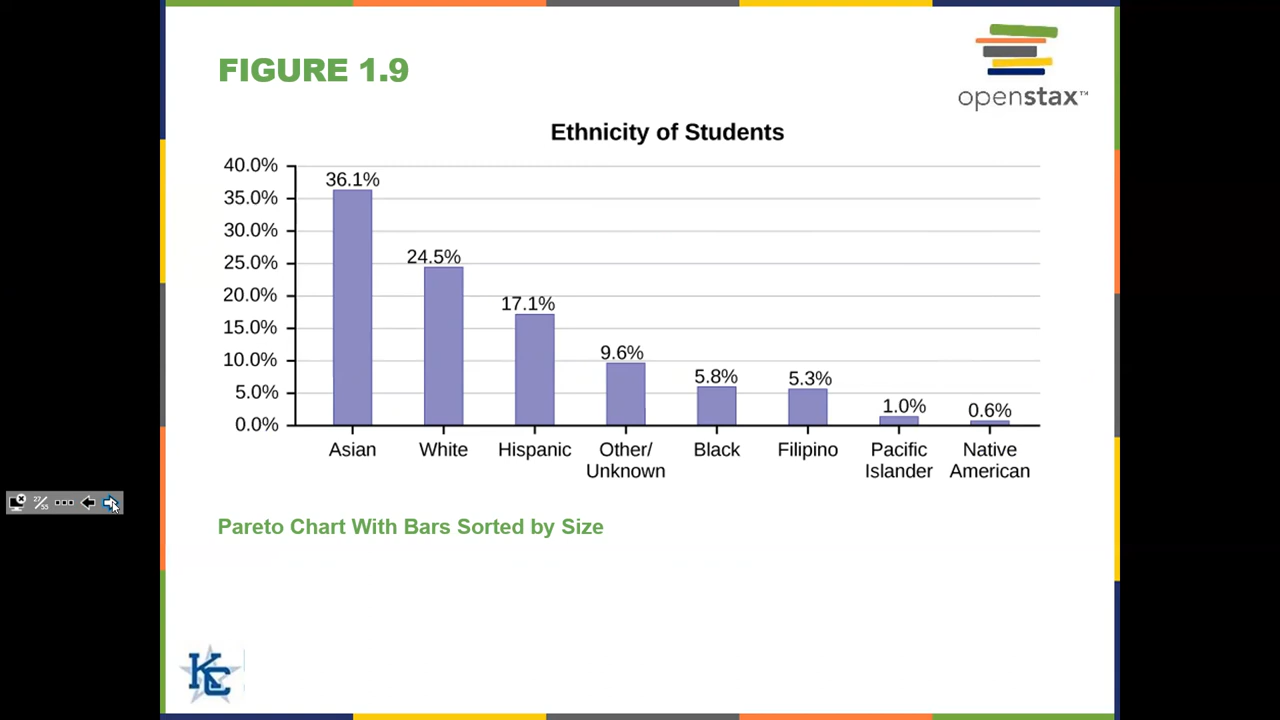 FIGURE 1.9
openstax™
Ethnicity of Students
40.0%
35.0%
30.0%
25.0%
20.0%
15.0%
10.0%
5.0%
0.0%
36.1%
24.5%
17.1%
9.6%
5.8%
5.3%
1.0%
0.6%
Asian
White
Hispanic
Other/
Unknown
Black
Filipino
Pacific
Islander
Native
American
27/53
Pareto Chart With Bars Sorted by Size
KC